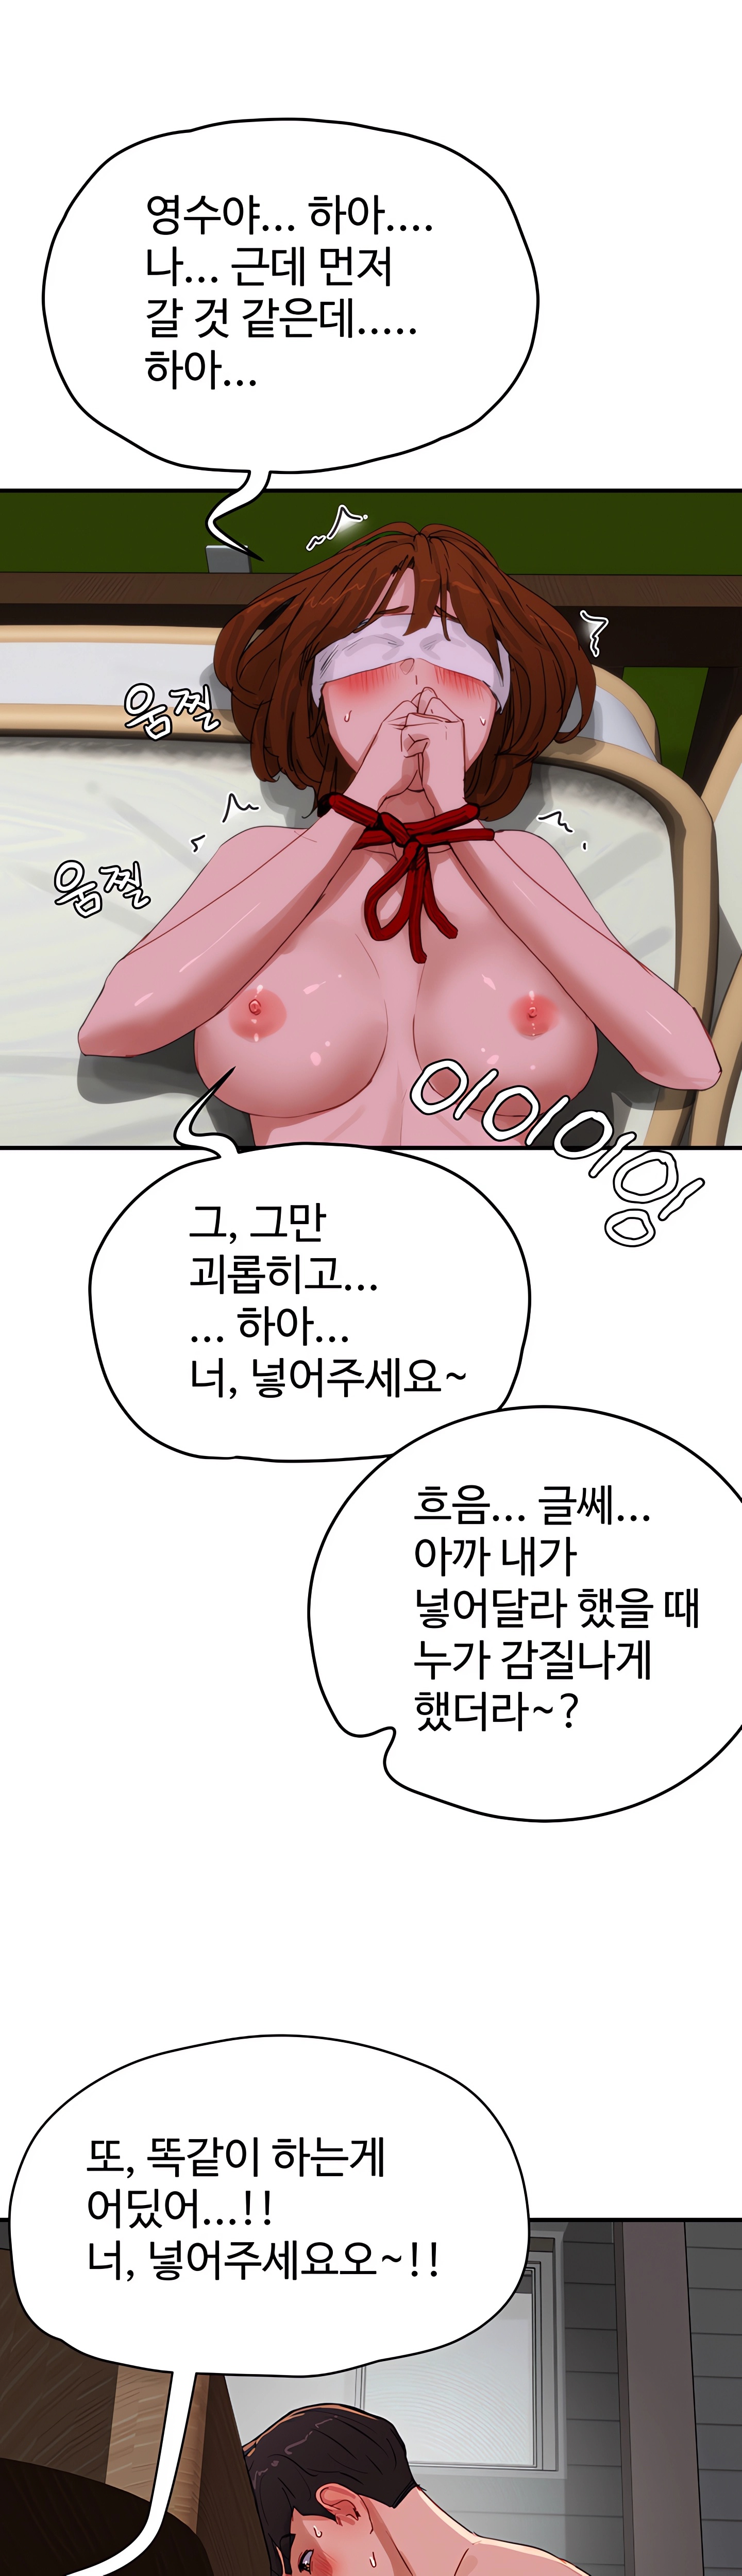 영수야... 하아....
나... 근데 먼저
갈 것 같은데.....
하아...
움찔
움찔
이이이잉
그, 그만
괴롭히고...
... 하아...
너, 넣어주세요~
흐음... 글쎄...
아까 내가
넣어달라 했을 때
누가 감질나게
했더라~?
또, 똑같이 하는게
어딨어...!!
너, 넣어주세요오~!!